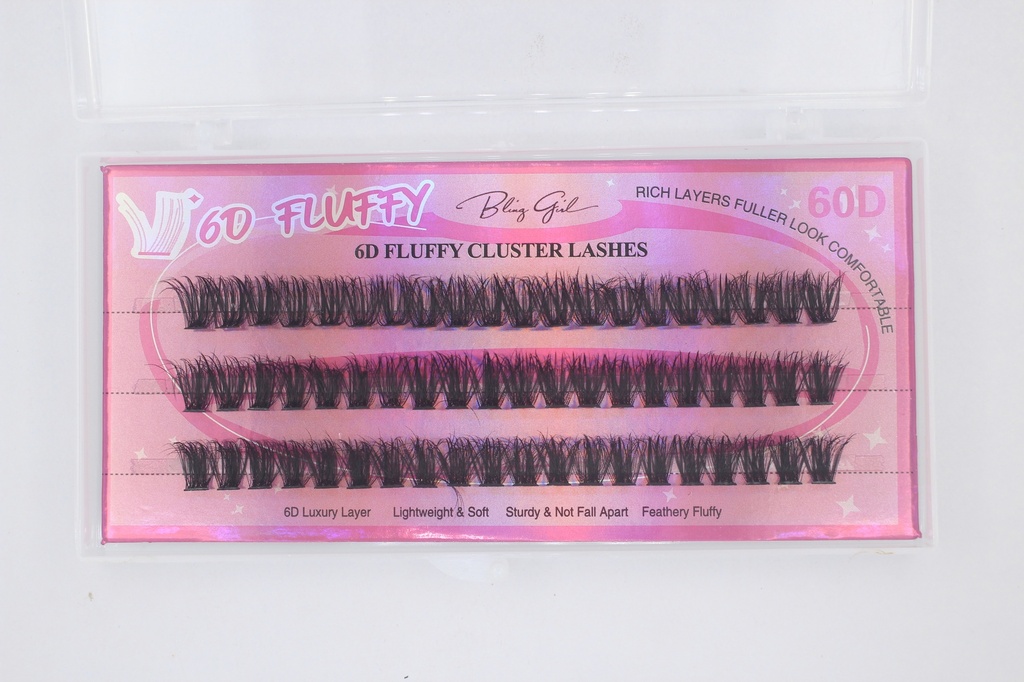 6D FLUFFY
Bling Girl
RICH LAYERS FULLER LOOK COMFORTABLE
60D
6D FLUFFY CLUSTER LASHES
6D Luxury Layer Lightweight & Soft Sturdy & Not Fall Apart Feathery Fluffy